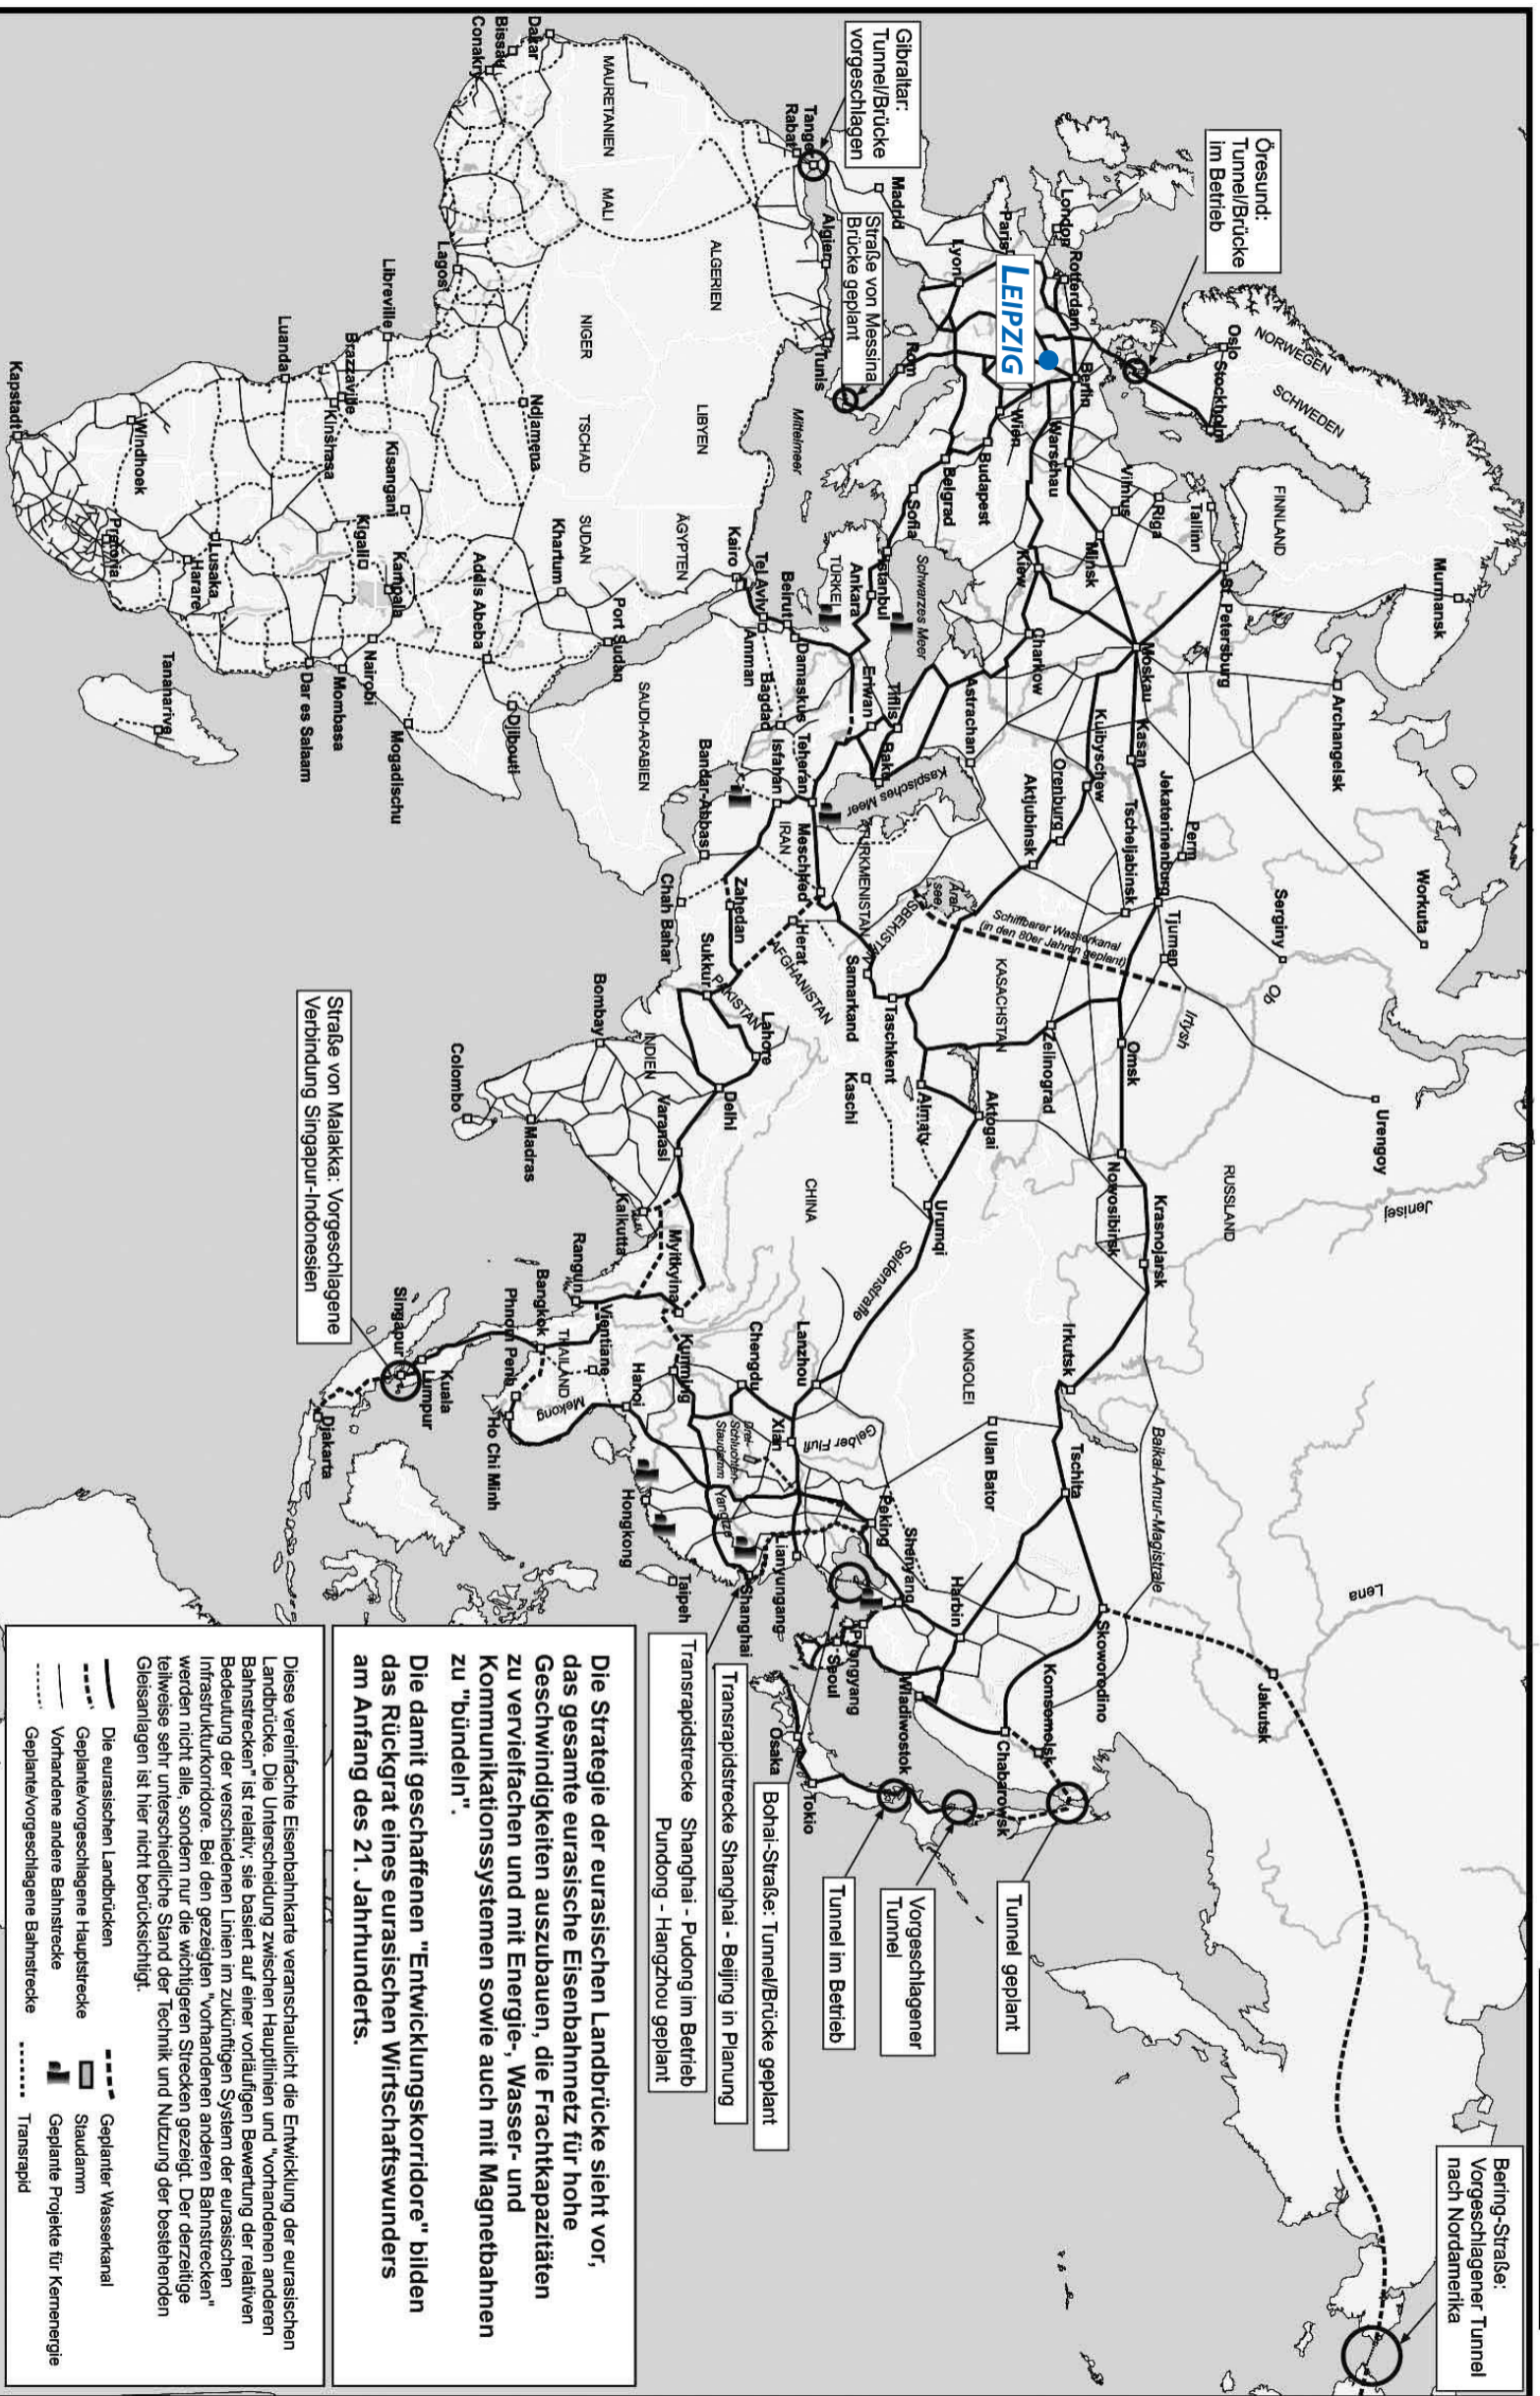 Bering-Straße:
Vorgeschlagener Tunnel
nach Nordamerika
Öresund:
Tunnel/Brücke
im Betrieb
Gibraltar:
Tunnel/Brücke
vorgeschlagen
Straße von Messina
Brücke geplant
LEIPZIG
NORWEGEN
SCHWEDEN
FINNLAND
Oslo
Stockholm
Murmansk
Archangelsk
Workuta
Urengoy
Serginy
Tallinn
St. Petersburg
Riga
Vilnius
Minsk
Moskau
Kasan
Perm
Jekaterinenburg
Tscheljabinsk
Tjumen
Kuibyschew
Orenburg
Aktjubinsk
Ob
Irtysh
Jenisej
Lena
RUSSLAND
Omsk
Nowosibirsk
Krasnojarsk
Irkutsk
Tschita
Baikal-Amur-Magistrale
Skoworodino
Jakutsk
Komsomolsk
Chabarowsk
Wladiwostok
London
Rotterdam
Paris
Berlin
Warschau
Lyon
Madrid
Rom
Wien
Budapest
Belgrad
Sofia
Kiew
Charkow
Astrachan
Schwarzes Meer
Istanbul
Ankara
TÜRKEI
Tiflis
Eriwan
Baku
Kaspisches Meer
Aral-
see
Schiffbarer Wasserkanal
(in den 80er Jahren geplant)
KASACHSTAN
Zelinograd
Aktogai
Almaty
Taschkent
Samarkand
USBEKISTAN
TURKMENISTAN
Kaschi
Urumqi
Seidenstraße
MONGOLEI
Ulan Bator
CHINA
Lanzhou
Xian
Chengdu
Gelber Fluß
Drei-
Schluchten-
Staudamm
Yangtze
Peking
Shenyang
Harbin
Pyongyang
Seoul
Osaka
Tokio
Lianyungang
Shanghai
Taipeh
Hongkong
Kunming
Hanoi
Mekong
Vientiane
THAILAND
Bangkok
Rangun
Phnom Penh
Ho Chi Minh
Kuala
Lumpur
Singapur
Djakarta
Myitkyina
Kalkutta
Varanasi
Delhi
INDIEN
Bombay
Madras
Colombo
Lahore
PAKISTAN
Sukkur
Zahedan
AFGHANISTAN
Herat
Mesched
IRAN
Teheran
Isfahan
Bandar-Abbas
Chah Bahar
Bagdad
Damaskus
Beirut
Amman
Tel Aviv
Kairo
SAUDI-ARABIEN
Mittelmeer
Tanger
Rabat
Algier
Tunis
ALGERIEN
LIBYEN
ÄGYPTEN
MAURETANIEN
MALI
NIGER
TSCHAD
SUDAN
Khartum
Port Sudan
Dakar
Bissau
Conakry
Lagos
Ndjamena
Addis Abeba
Djibouti
Mogadischu
Libreville
Brazzaville
Kinshasa
Kisangani
Kigali
Kampala
Nairobi
Mombasa
Dar es Salaam
Luanda
Lusaka
Harare
Windhoek
Pretoria
Kapstadt
Tananariva
Tunnel geplant
Vorgeschlagener
Tunnel
Tunnel im Betrieb
Bohai-Straße: Tunnel/Brücke geplant
Transrapidstrecke Shanghai - Beijing in Planung
Transrapidstrecke Shanghai - Pudong im Betrieb
Pundong - Hangzhou geplant
Straße von Malakka: Vorgeschlagene
Verbindung Singapur-Indonesien
Die Strategie der eurasischen Landbrücke sieht vor,
das gesamte eurasische Eisenbahnnetz für hohe
Geschwindigkeiten auszubauen, die Frachtkapazitäten
zu vervielfachen und mit Energie-, Wasser- und
Kommunikationssystemen sowie auch mit Magnetbahnen
zu "bündeln".
Die damit geschaffenen "Entwicklungskorridore" bilden
das Rückgrat eines eurasischen Wirtschaftswunders
am Anfang des 21. Jahrhunderts.
Diese vereinfachte Eisenbahnkarte veranschaulicht die Entwicklung der eurasischen
Landbrücke. Die Unterscheidung zwischen Hauptlinien und "vorhandenen anderen
Bahnstrecken" ist relativ; sie basiert auf einer vorläufigen Bewertung der relativen
Bedeutung der verschiedenen Linien im zukünftigen System der eurasischen
Infrastrukturkorridore. Bei den gezeigten "vorhandenen anderen Bahnstrecken"
werden nicht alle, sondern nur die wichtigeren Strecken gezeigt. Der derzeitige
teilweise sehr unterschiedliche Stand der Technik und Nutzung der bestehenden
Gleisanlagen ist hier nicht berücksichtigt.
Die eurasischen Landbrücken
Geplante/vorgeschlagene Hauptstrecke
Vorhandene andere Bahnstrecke
Geplante/vorgeschlagene Bahnstrecke
Geplanter Wasserkanal
Staudamm
Geplante Projekte für Kernenergie
Transrapid